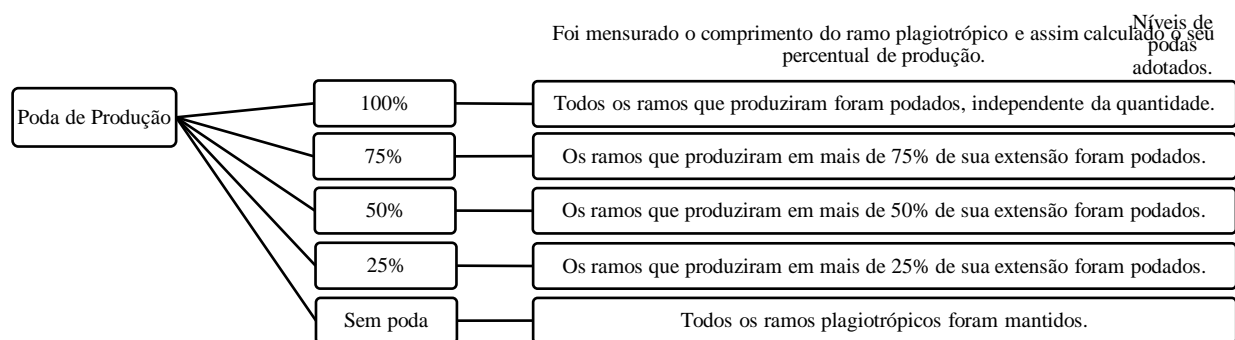 Níveis de
podas
adotados.
Foi mensurado o comprimento do ramo plagiotrópico e assim calculado o seu
percentual de produção.
Poda de Produção
100%
Todos os ramos que produziram foram podados, independente da quantidade.
75%
Os ramos que produziram em mais de 75% de sua extensão foram podados.
50%
Os ramos que produziram em mais de 50% de sua extensão foram podados.
25%
Os ramos que produziram em mais de 25% de sua extensão foram podados.
Sem poda
Todos os ramos plagiotrópicos foram mantidos.